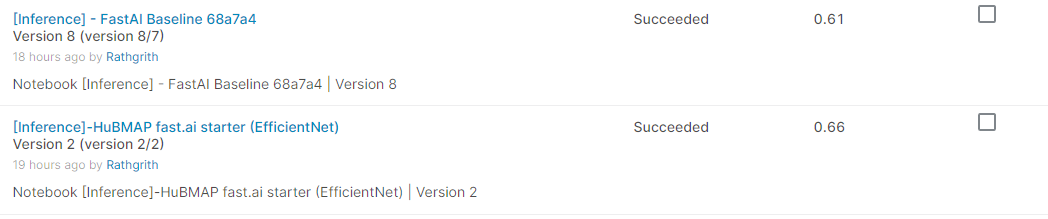 [Inference] - FastAI Baseline 68a7a4 Succeeded 0.61
Version 8 (version 8/7)
18 hours ago by Rathgrith
Notebook [Inference] - FastAI Baseline 68a7a4 | Version 8
[Inference]-HuBMAP fast.ai starter (EfficientNet) Succeeded 0.66
Version 2 (version 2/2)
19 hours ago by Rathgrith
Notebook [Inference]-HuBMAP fast.ai starter (EfficientNet) | Version 2